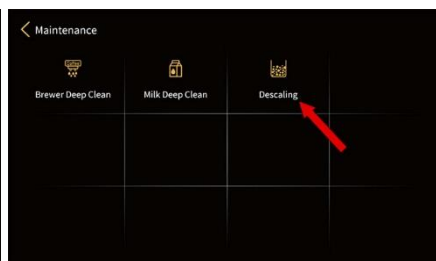 Maintenance
Brewer Deep Clean
Milk Deep Clean
Descaling